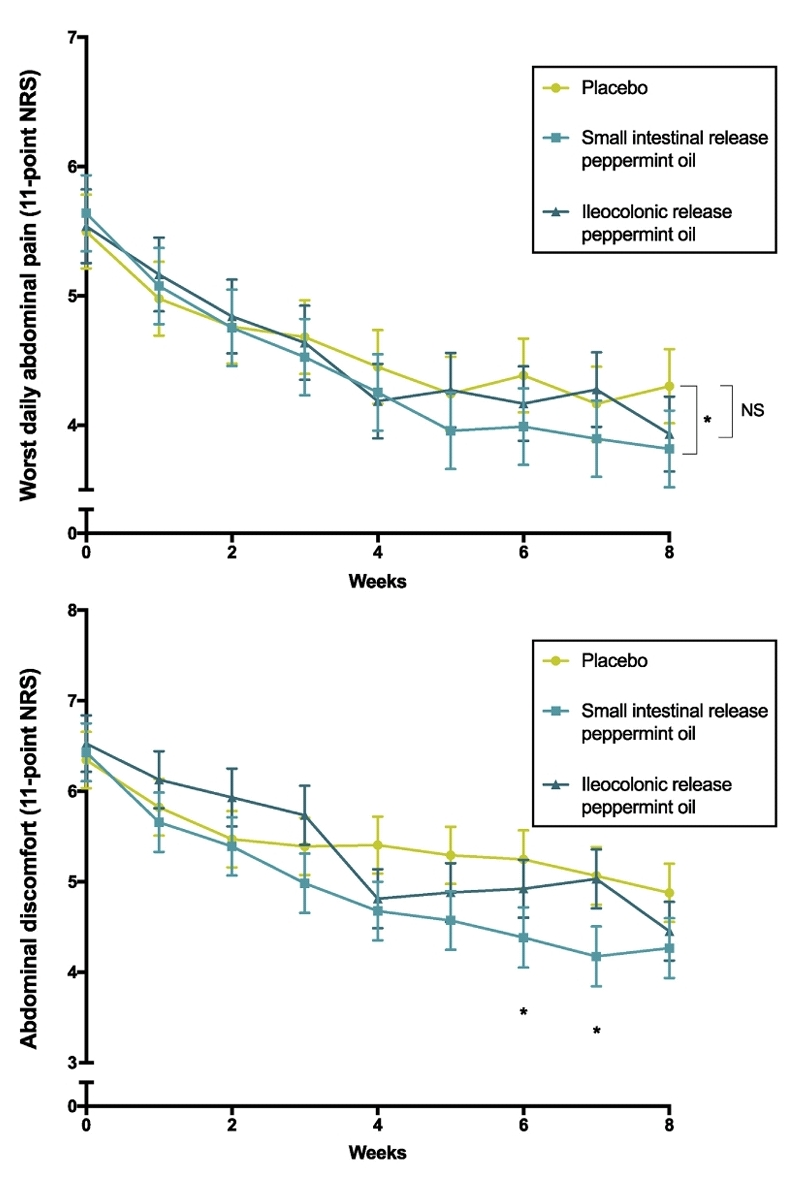 7
6
5
4
0
0
2
4
6
8
Worst daily abdominal pain (11-point NRS)
Weeks
Placebo
Small intestinal release
peppermint oil
Ileocolonic release
peppermint oil
*
NS
8
7
6
5
4
3
0
0
2
4
6
8
Abdominal discomfort (11-point NRS)
Weeks
Placebo
Small intestinal release
peppermint oil
Ileocolonic release
peppermint oil
*
*